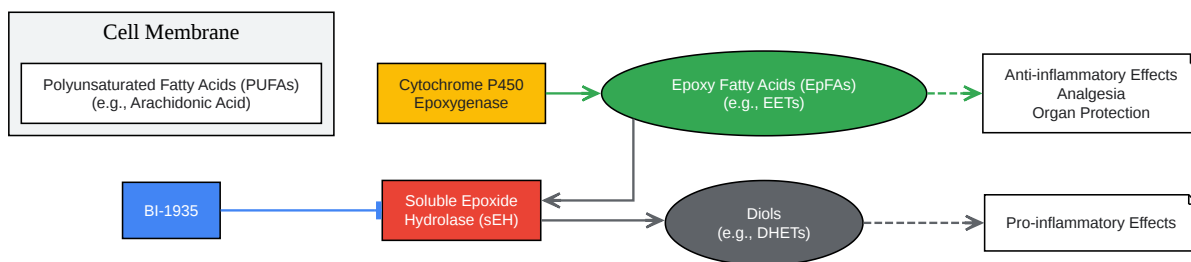 Cell Membrane
Polyunsaturated Fatty Acids (PUFAs)
(e.g., Arachidonic Acid)
Cytochrome P450
Epoxygenase
Epoxy Fatty Acids (EpFAs)
(e.g., EETs)
Anti-inflammatory Effects
Analgesia
Organ Protection
BI-1935
Soluble Epoxide
Hydrolase (sEH)
Diols
(e.g., DHETs)
Pro-inflammatory Effects